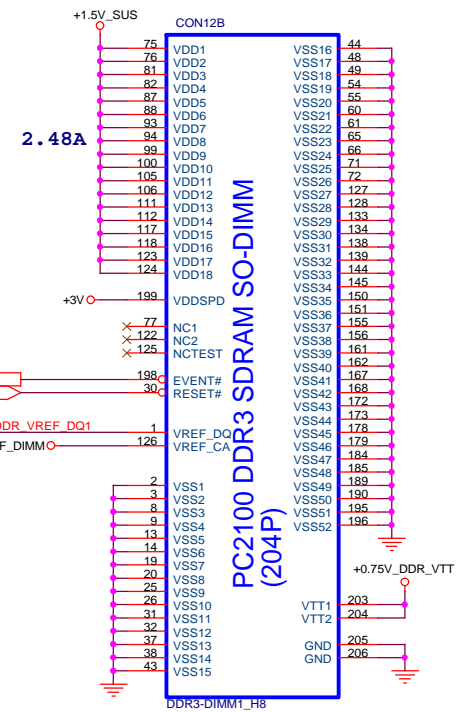 +1.5V_SUS
CON12B
75 VDD1 VSS16 44
76 VDD2 VSS17 48
81 VDD3 VSS18 49
82 VDD4 VSS19 54
87 VDD5 VSS20 55
88 VDD6 VSS21 60
93 VDD7 VSS22 61
94 VDD8 VSS23 65
99 VDD9 VSS24 66
100 VDD10 VSS25 71
105 VDD11 VSS26 72
106 VDD12 VSS27 127
111 VDD13 VSS28 128
112 VDD14 VSS29 133
117 VDD15 VSS30 134
118 VDD16 VSS31 138
123 VDD17 VSS32 139
124 VDD18 VSS33 144
VSS34 145
2.48A
+3V 199 VDDSPD VSS35 150
VSS36 151
77 NC1 VSS37 155
122 NC2 VSS38 156
125 NCTEST VSS39 161
VSS40 162
198 EVENT# VSS41 167
30 RESET# VSS42 168
VSS43 172
VSS44 173
DDR_VREF_DQ1 1 VREF_DQ VSS45 178
F_DIMM 126 VREF_CA VSS46 179
VSS47 184
VSS48 185
2 VSS1 VSS49 189
3 VSS2 VSS50 190
8 VSS3 VSS51 195
9 VSS4 VSS52 196
13 VSS5
14 VSS6
19 VSS7
20 VSS8
25 VSS9
26 VSS10
31 VSS11
32 VSS12
37 VSS13
38 VSS14
43 VSS15
PC2100 DDR3 SDRAM SO-DIMM
(204P)
+0.75V_DDR_VTT
VTT1 203
VTT2 204
GND 205
GND 206
DDR3-DIMM1_H8